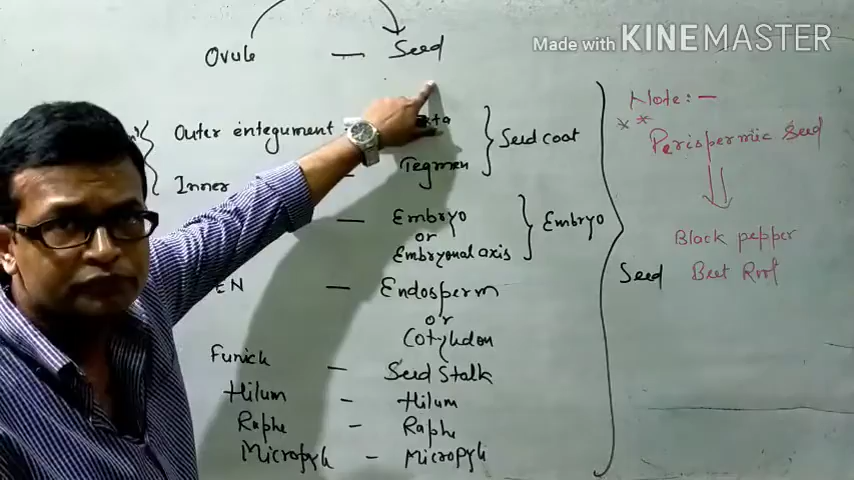 Made with KINEMASTER
Ovule — Seed
Outer integument Testa } Seed coat
Inner - Tegmen
— Embryo
or
Embryonal axis } Embryo
EN — Endosperm
or
Cotyledon
Funicle — Seed Stalk
Hilum - Hilum
Raphe - Raphe
Micropyle - Micropyle
Seed
Note: -
** Perispermic Seed
Black pepper
Beet Root